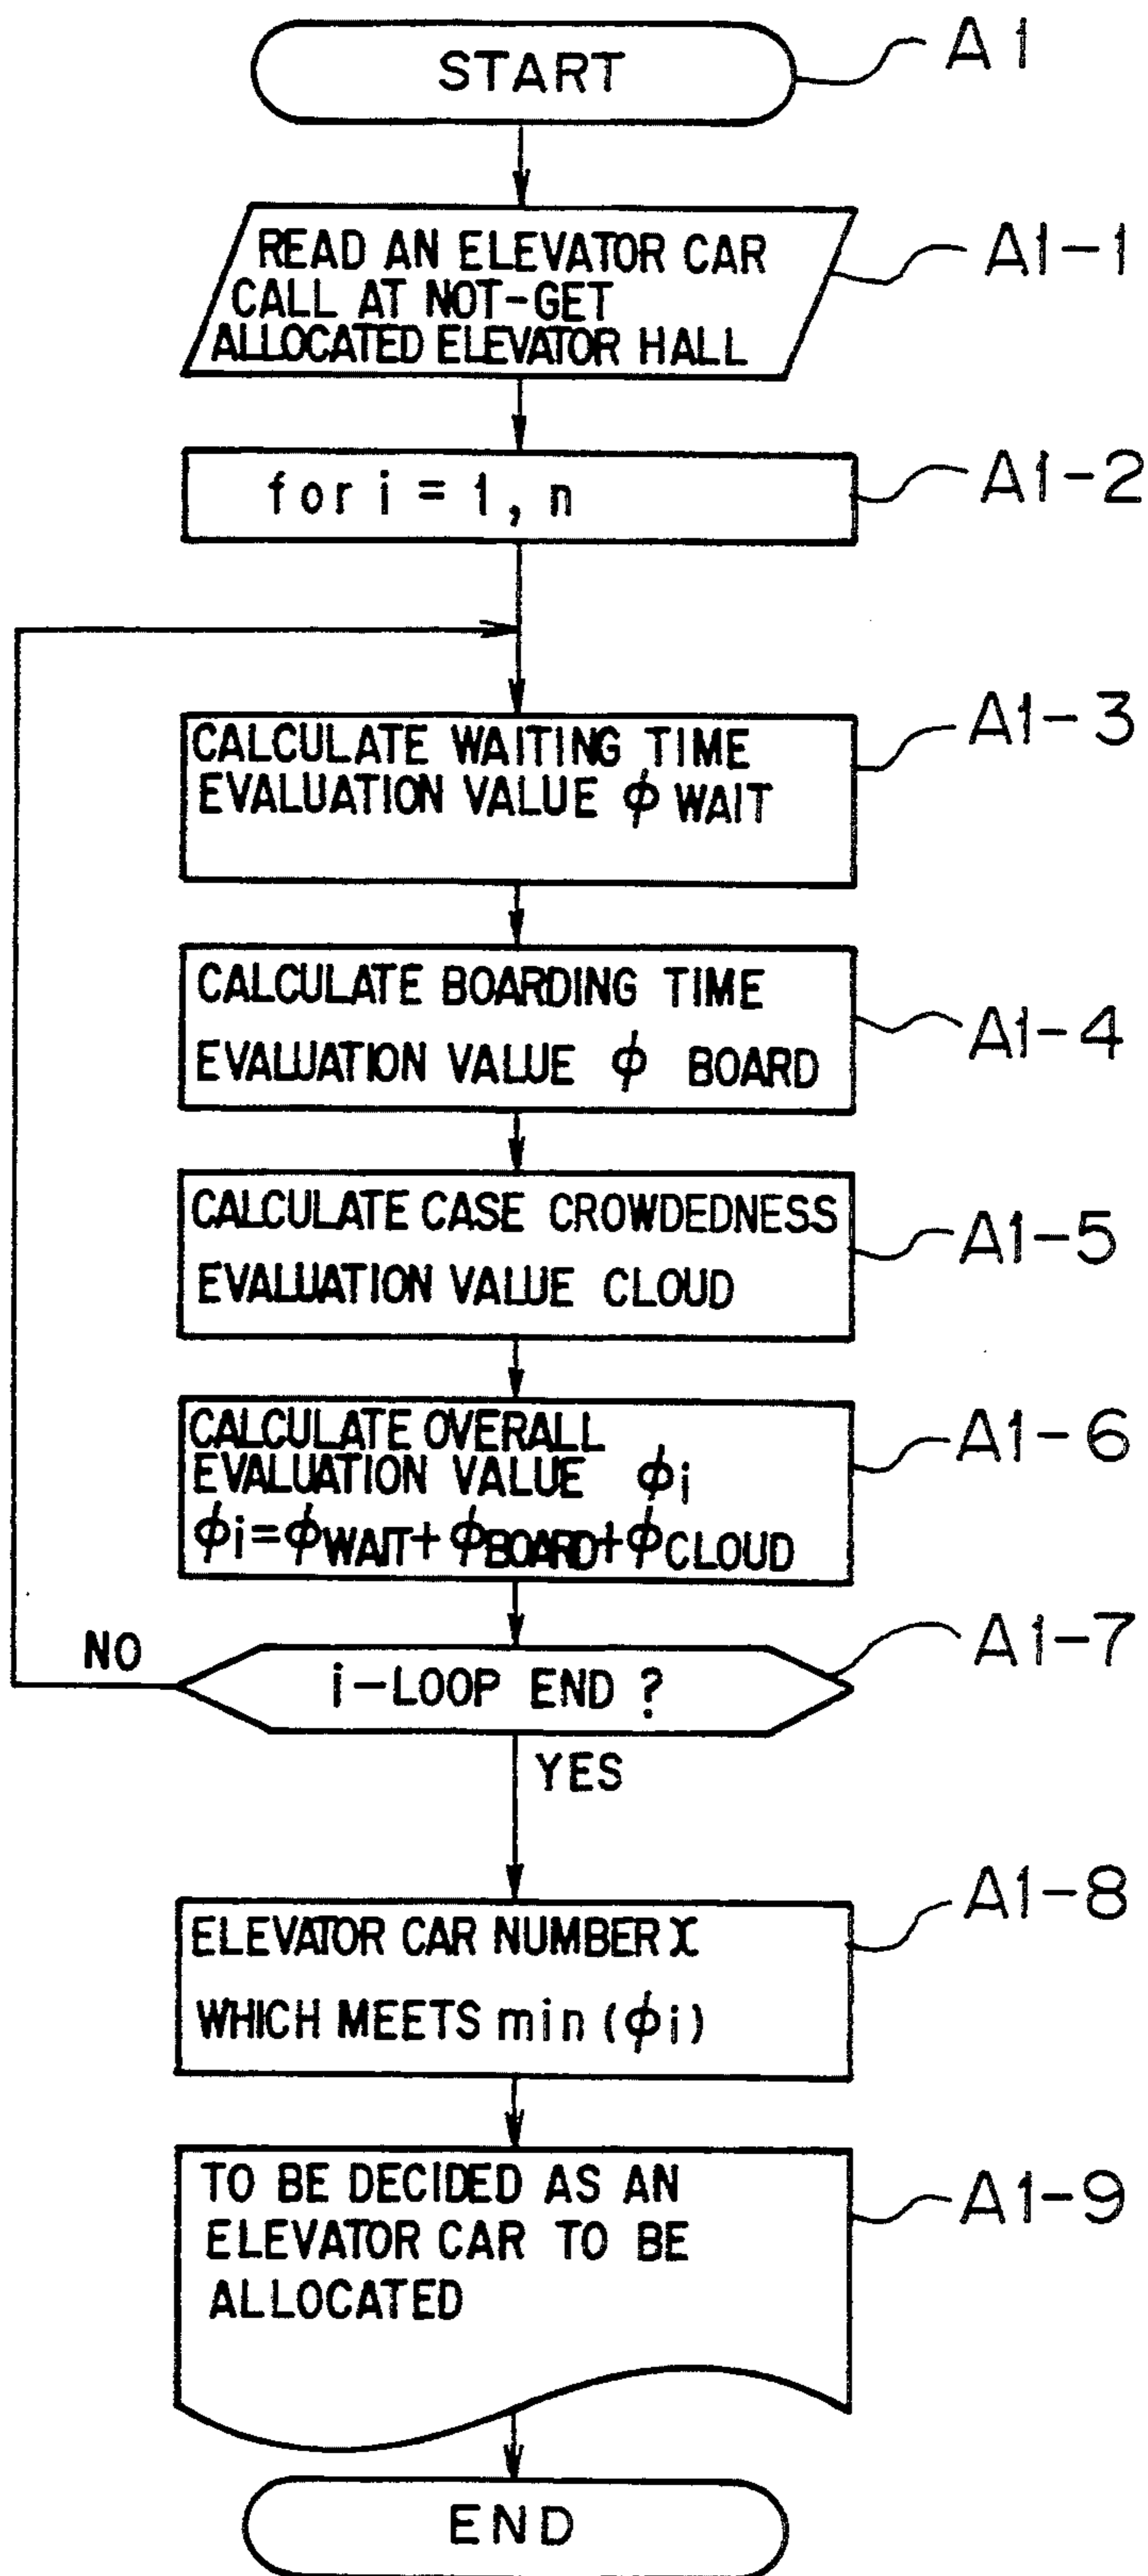 START
A1
READ AN ELEVATOR CAR
CALL AT NOT-GET
ALLOCATED ELEVATOR HALL
A1-1
for i = 1, n
A1-2
CALCULATE WAITING TIME
EVALUATION VALUE ϕ WAIT
A1-3
CALCULATE BOARDING TIME
EVALUATION VALUE ϕ BOARD
A1-4
CALCULATE CASE CROWDEDNESS
EVALUATION VALUE CLOUD
A1-5
CALCULATE OVERALL
EVALUATION VALUE ϕi
ϕi=ϕWAIT+ϕBOARD+ϕCLOUD
A1-6
NO
i-LOOP END ?
A1-7
YES
ELEVATOR CAR NUMBER X
WHICH MEETS min (ϕi)
A1-8
TO BE DECIDED AS AN
ELEVATOR CAR TO BE
ALLOCATED
A1-9
END